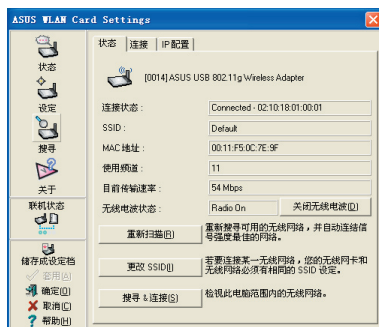 ASUS WLAN Card Settings
状态
设定
搜寻
关于
联机状态
储存成设定档
套用(A)
确定(O)
取消(C)
帮助(H)
状态 连接 IP配置
[0014] ASUS USB 802.11g Wireless Adapter
连接状态： Connected - 02:10:18:01:00:01
SSID： Default
MAC 地址： 00:11:F5:0C:7E:9F
使用频道： 11
目前传输速率： 54 Mbps
无线电波状态： Radio On 关闭无线电波(D)
重新扫描(R) 重新搜寻可用的无线网络，并自动连结信
号强度最佳的网络。
更改 SSID(I) 若要连接某一无线网络，您的无线网卡和
无线网络必须有相同的 SSID 设定。
搜寻 &连接(S) 检视此电脑范围内的无线网络。